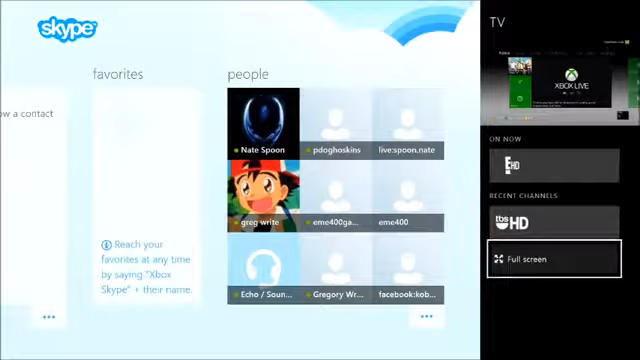 skype
TV
favorites
people
ow a contact
XBOX LIVE
Nate Spoon
pdoghoskins
live:spoon.nate
ON NOW
E! HD
RECENT CHANNELS
greg write
eme400ga...
eme400
tbs HD
Reach your
favorites at any time
by saying "Xbox
Skype" + their name.
Full screen
Echo / Soun...
Gregory Wr...
facebook:kob...